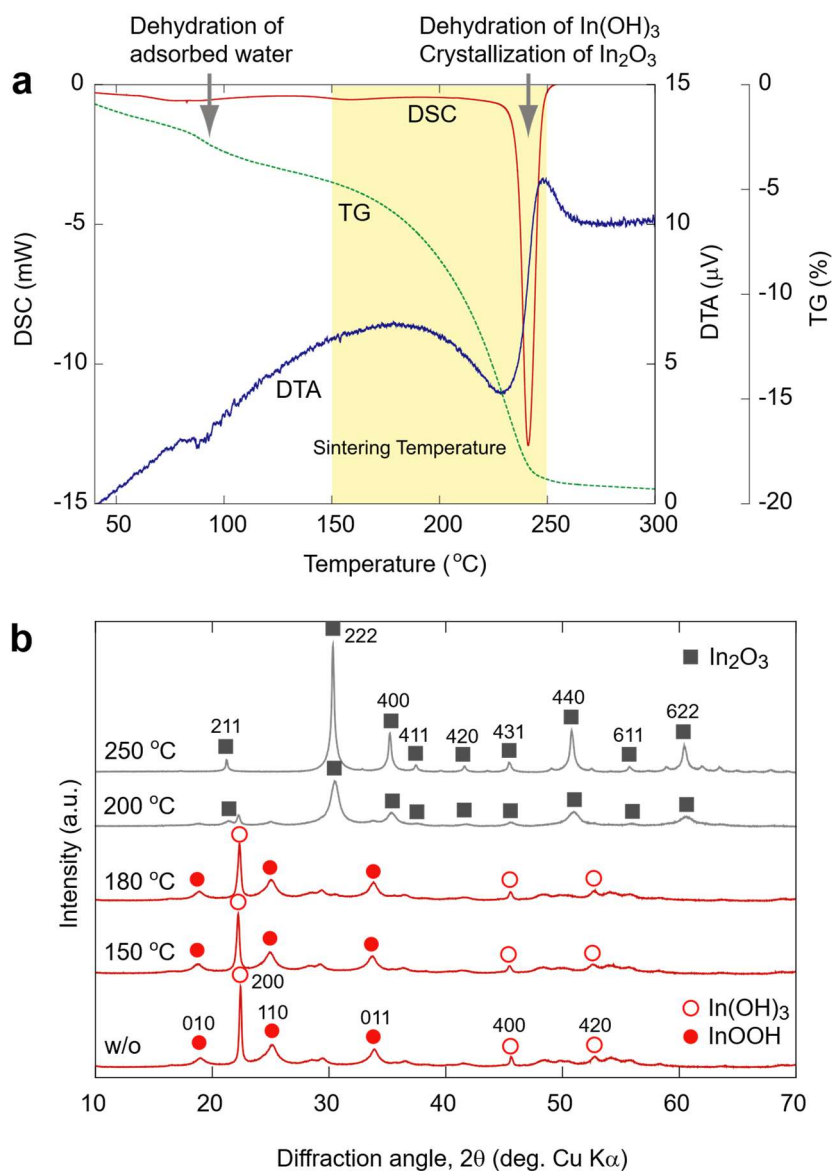 Dehydration of
adsorbed water
Dehydration of In(OH)3
Crystallization of In2O3
a
0
-5
-10
-15
DSC (mW)
15
10
5
0
DTA (μV)
0
-5
-10
-15
-20
TG (%)
DSC
TG
DTA
Sintering Temperature
50 100 150 200 250 300
Temperature (°C)
b
222
In2O3
211
400
411
420
431
440
611
622
250 °C
200 °C
180 °C
150 °C
200
In(OH)3
InOOH
010
110
011
400
420
w/o
Intensity (a.u.)
10 20 30 40 50 60 70
Diffraction angle, 2θ (deg. Cu Kα)